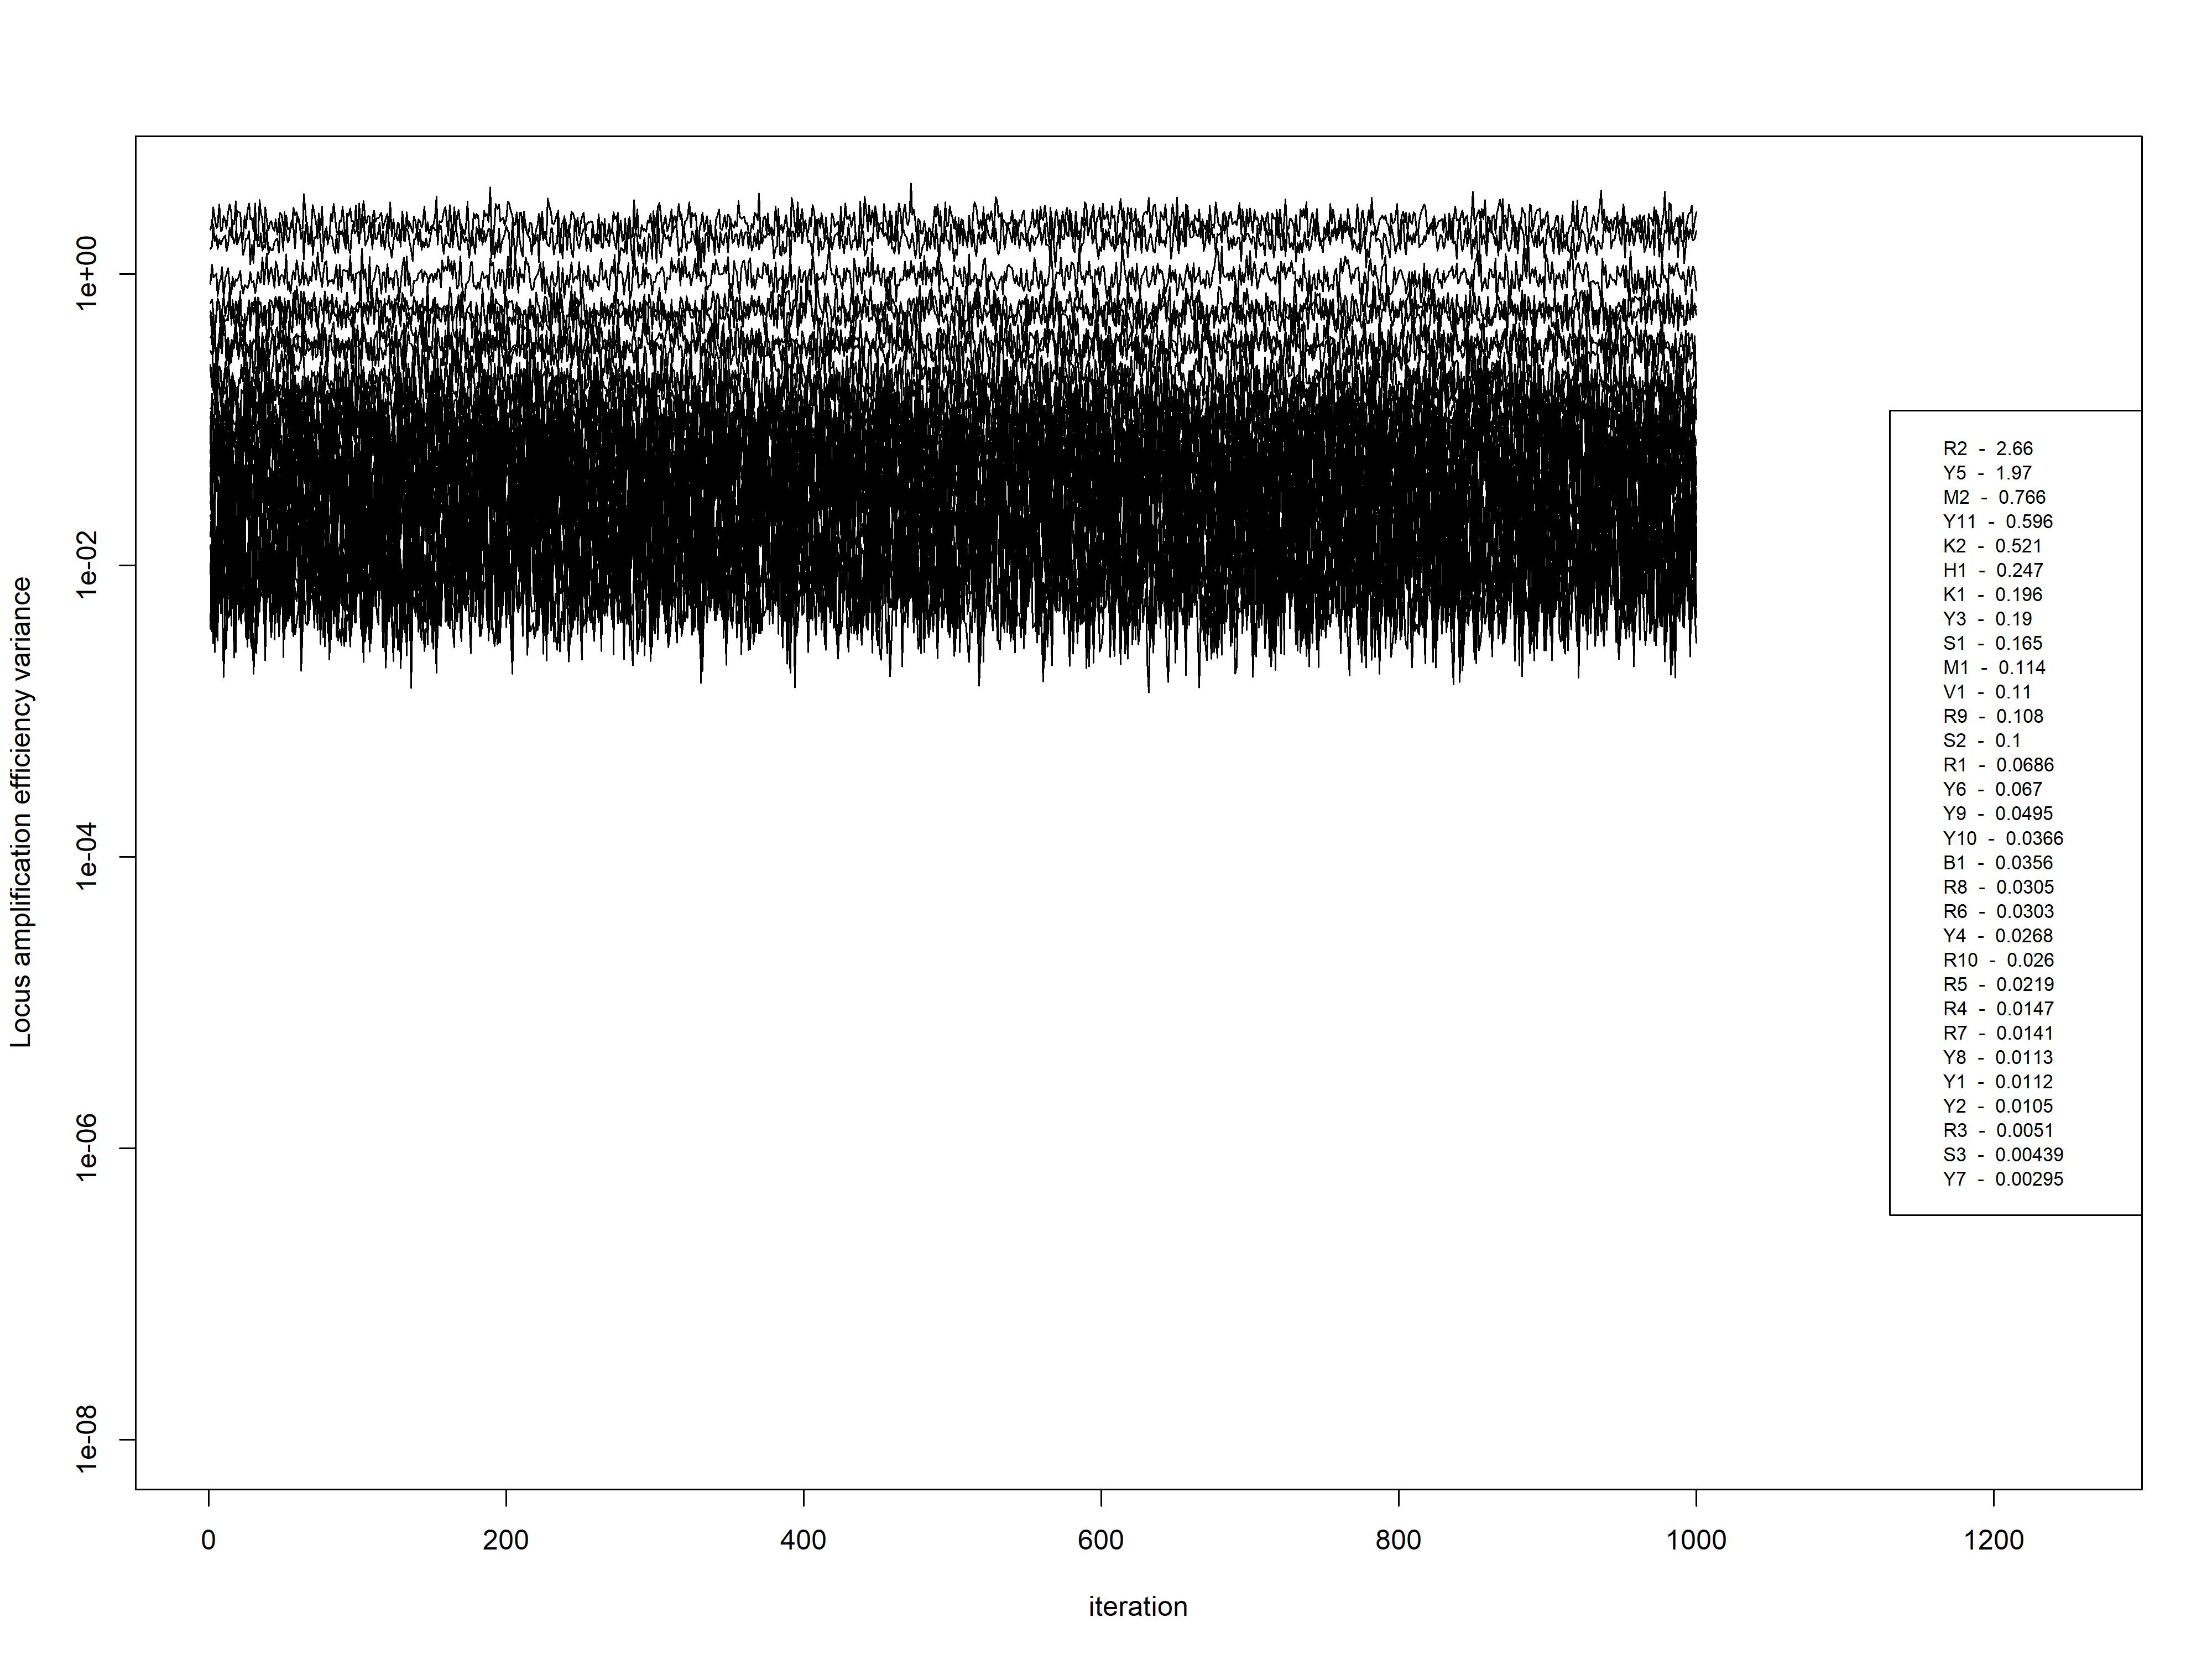 Locus amplification efficiency variance
1e+00
1e-02
1e-04
1e-06
1e-08
R2 - 2.66
Y5 - 1.97
M2 - 0.766
Y11 - 0.596
K2 - 0.521
H1 - 0.247
K1 - 0.196
Y3 - 0.19
S1 - 0.165
M1 - 0.114
V1 - 0.11
R9 - 0.108
S2 - 0.1
R1 - 0.0686
Y6 - 0.067
Y9 - 0.0495
Y10 - 0.0366
B1 - 0.0356
R8 - 0.0305
R6 - 0.0303
Y4 - 0.0268
R10 - 0.026
R5 - 0.0219
R4 - 0.0147
R7 - 0.0141
Y8 - 0.0113
Y1 - 0.0112
Y2 - 0.0105
R3 - 0.0051
S3 - 0.00439
Y7 - 0.00295
0 200 400 600 800 1000 1200
iteration